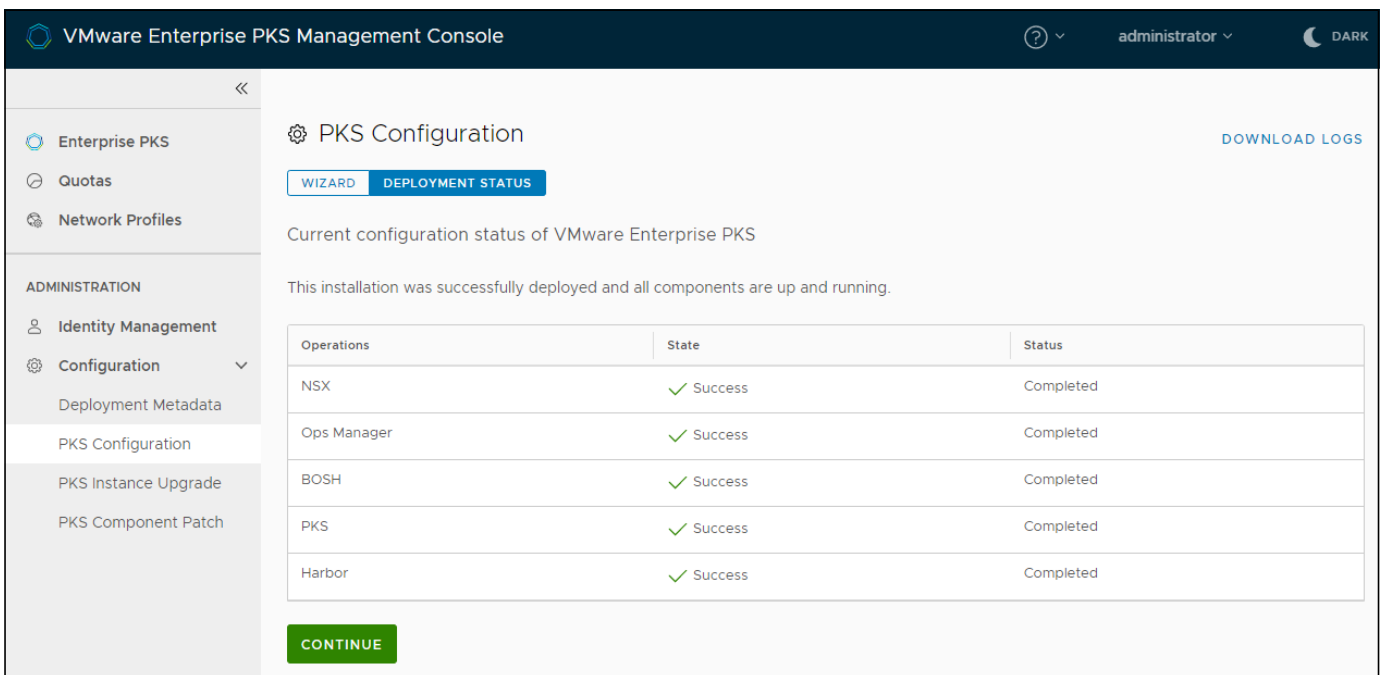 VMware Enterprise PKS Management Console
? administrator DARK
Enterprise PKS
Quotas
Network Profiles
ADMINISTRATION
Identity Management
Configuration
Deployment Metadata
PKS Configuration
PKS Instance Upgrade
PKS Component Patch
PKS Configuration
DOWNLOAD LOGS
WIZARD DEPLOYMENT STATUS
Current configuration status of VMware Enterprise PKS
This installation was successfully deployed and all components are up and running.
Operations State Status
NSX Success Completed
Ops Manager Success Completed
BOSH Success Completed
PKS Success Completed
Harbor Success Completed
CONTINUE